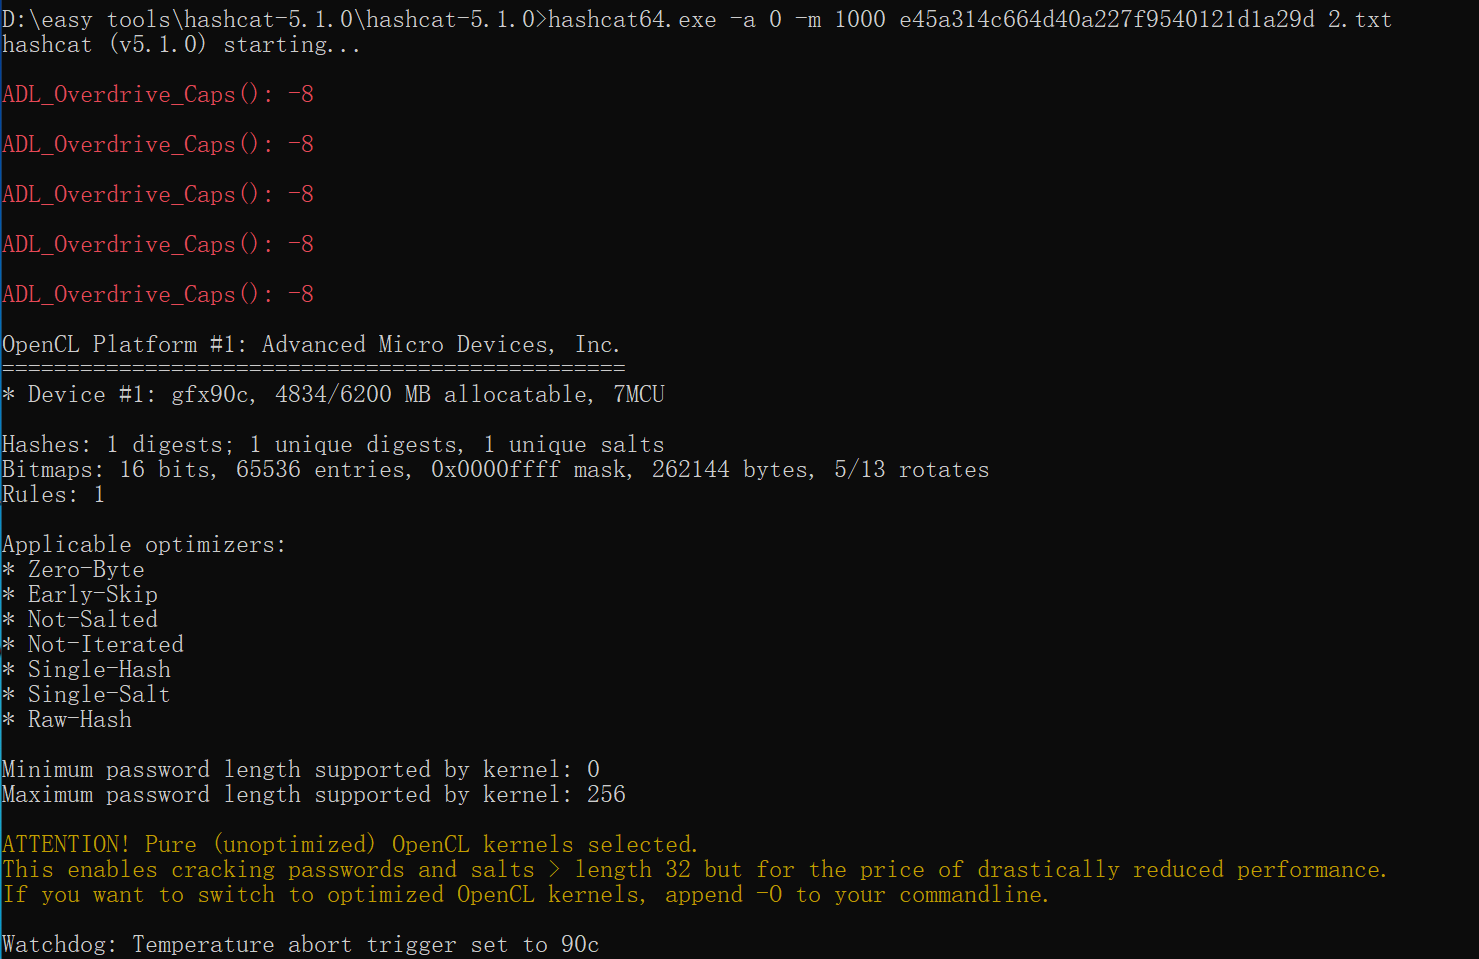 D:\easy tools\hashcat-5.1.0\hashcat-5.1.0>hashcat64.exe -a 0 -m 1000 e45a314c664d40a227f9540121d1a29d 2.txt
hashcat (v5.1.0) starting...
ADL_Overdrive_Caps(): -8
ADL_Overdrive_Caps(): -8
ADL_Overdrive_Caps(): -8
ADL_Overdrive_Caps(): -8
ADL_Overdrive_Caps(): -8
OpenCL Platform #1: Advanced Micro Devices, Inc.
================================================
* Device #1: gfx90c, 4834/6200 MB allocatable, 7MCU
Hashes: 1 digests; 1 unique digests, 1 unique salts
Bitmaps: 16 bits, 65536 entries, 0x0000ffff mask, 262144 bytes, 5/13 rotates
Rules: 1
Applicable optimizers:
* Zero-Byte
* Early-Skip
* Not-Salted
* Not-Iterated
* Single-Hash
* Single-Salt
* Raw-Hash
Minimum password length supported by kernel: 0
Maximum password length supported by kernel: 256
ATTENTION! Pure (unoptimized) OpenCL kernels selected.
This enables cracking passwords and salts > length 32 but for the price of drastically reduced performance.
If you want to switch to optimized OpenCL kernels, append -O to your commandline.
Watchdog: Temperature abort trigger set to 90c